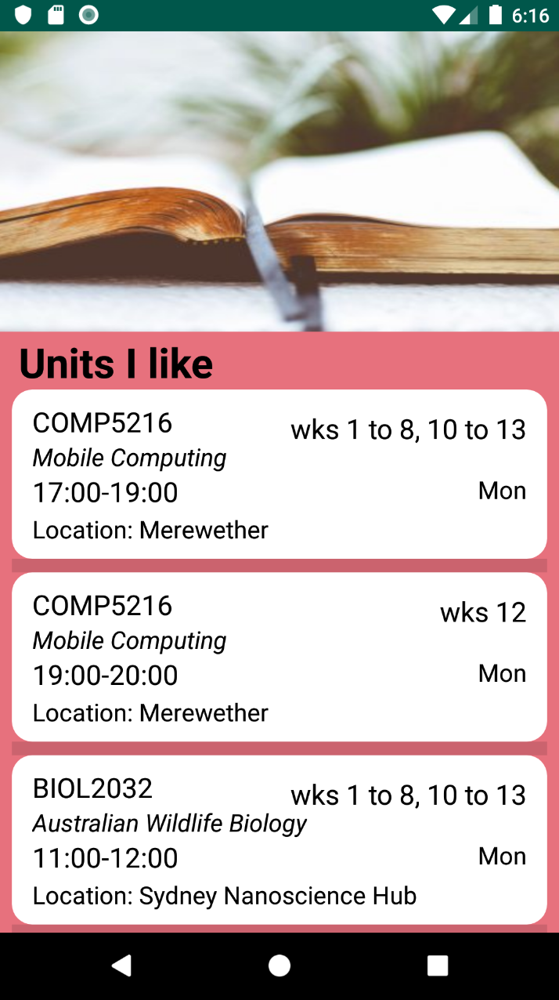 6:16
Units I like
COMP5216
wks 1 to 8, 10 to 13
Mobile Computing
17:00-19:00
Mon
Location: Merewether
COMP5216
wks 12
Mobile Computing
19:00-20:00
Mon
Location: Merewether
BIOL2032
wks 1 to 8, 10 to 13
Australian Wildlife Biology
11:00-12:00
Mon
Location: Sydney Nanoscience Hub